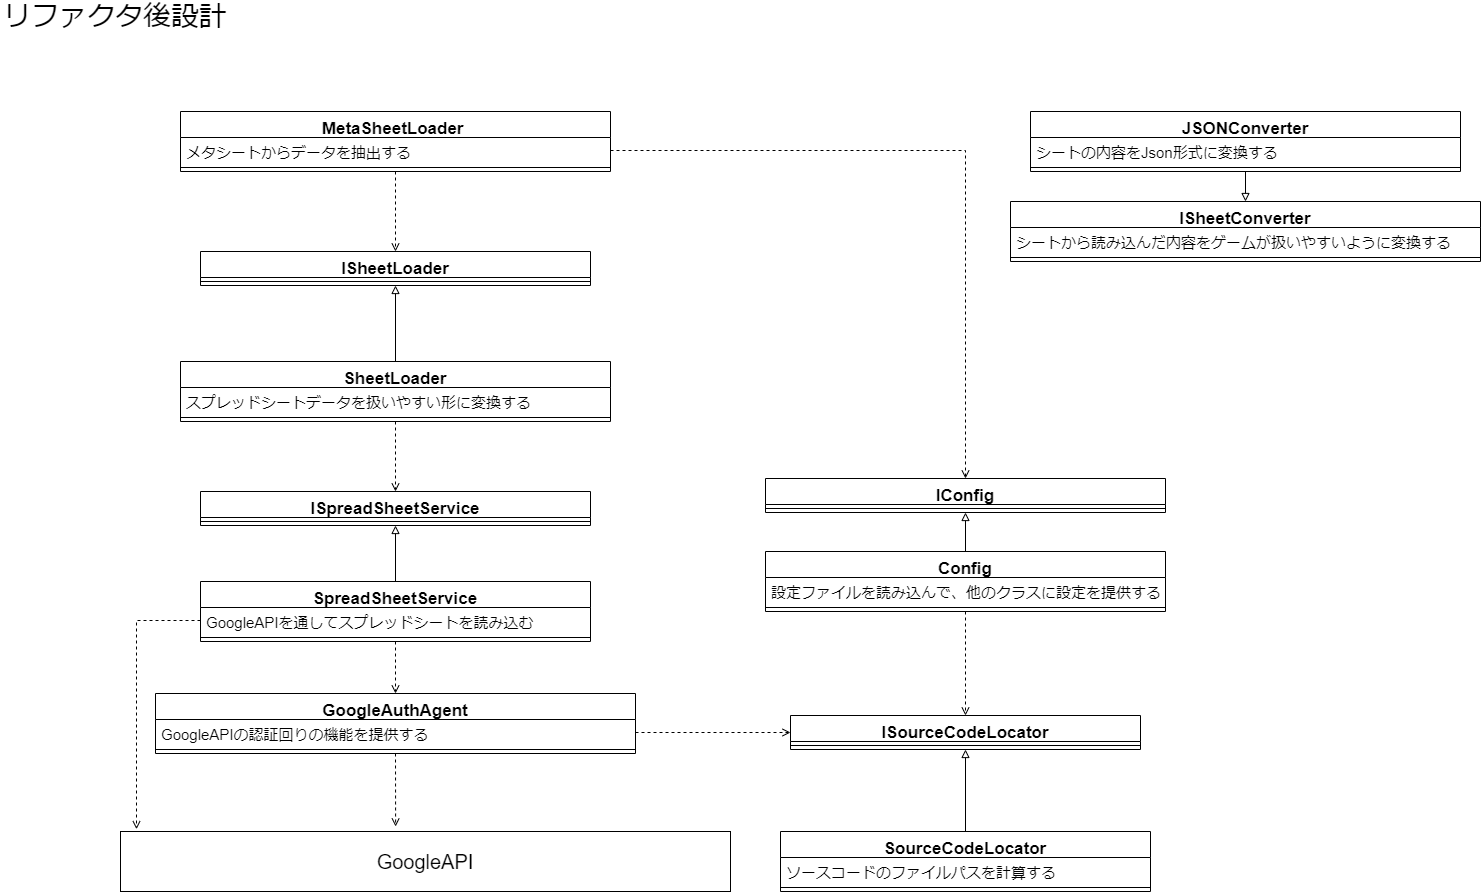 リファクタ後設計
MetaSheetLoader
メタシートからデータを抽出する
JSONConverter
シートの内容をJson形式に変換する
ISheetConverter
シートから読み込んだ内容をゲームが扱いやすいように変換する
ISheetLoader
SheetLoader
スプレッドシートデータを扱いやすい形に変換する
ISpreadSheetService
IConfig
SpreadSheetService
GoogleAPIを通してスプレッドシートを読み込む
Config
設定ファイルを読み込んで、他のクラスに設定を提供する
GoogleAuthAgent
GoogleAPIの認証回りの機能を提供する
ISourceCodeLocator
GoogleAPI
SourceCodeLocator
ソースコードのファイルパスを計算する